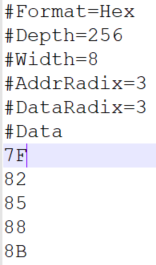 #Format=Hex
#Depth=256
#Width=8
#AddrRadix=3
#DataRadix=3
#Data
7F
82
85
88
8B